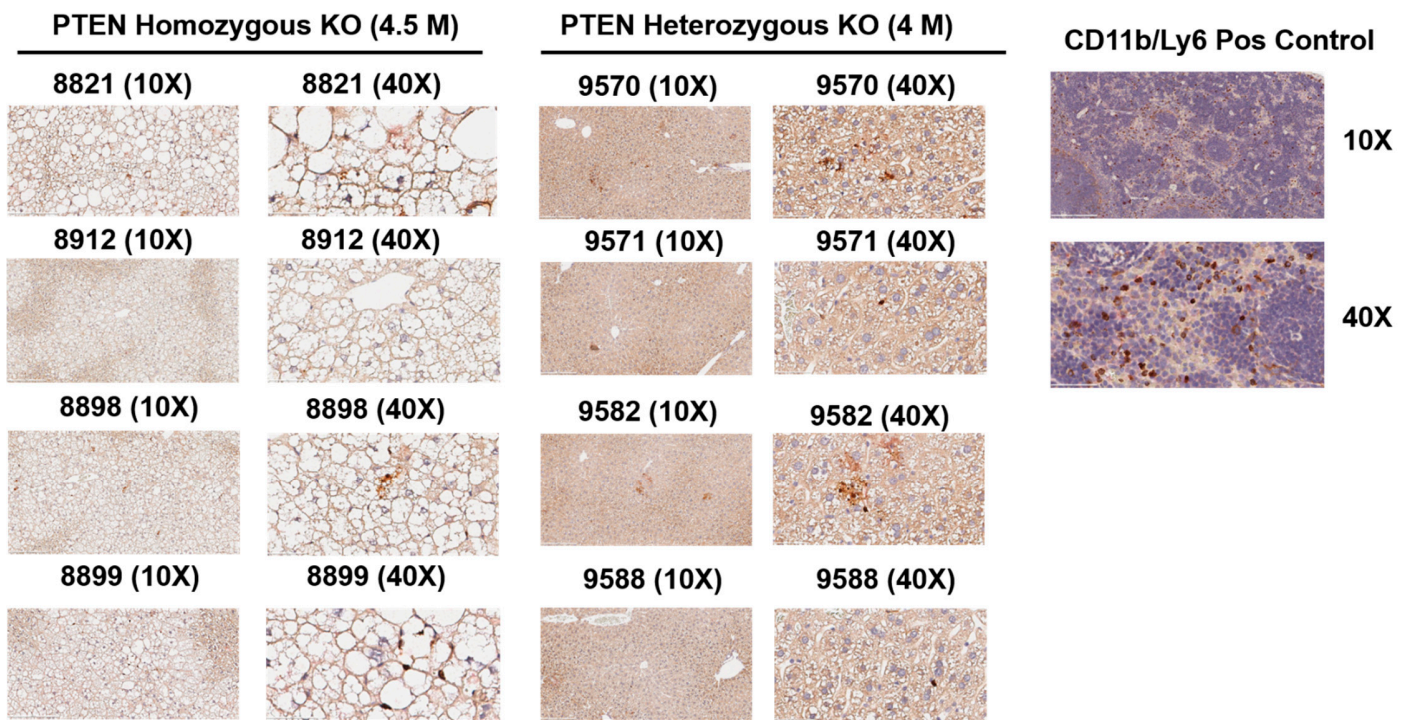 PTEN Homozygous KO (4.5 M)
PTEN Heterozygous KO (4 M)
CD11b/Ly6 Pos Control
8821 (10X)
8821 (40X)
9570 (10X)
9570 (40X)
10X
8912 (10X)
8912 (40X)
9571 (10X)
9571 (40X)
40X
8898 (10X)
8898 (40X)
9582 (10X)
9582 (40X)
8899 (10X)
8899 (40X)
9588 (10X)
9588 (40X)